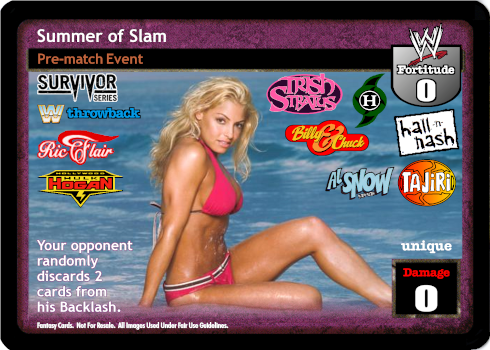 Summer of Slam
Pre-match Event
W
Fortitude
0
SURVIVOR
SERIES
W throwback
Ric Flair
HOLLYWOOD
HULK
HOGAN
TRISH
STRATUS
H
Billy & Chuck
hall -n- nash
AL SNOW
TAJIRI
Your opponent
randomly
discards 2
cards from
his Backlash.
unique
Damage
0
Fantasy Cards. Not For Resale. All Images Used Under Fair Use Guidelines.